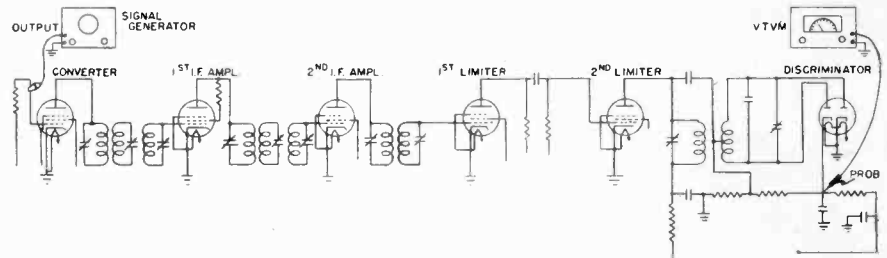 OUTPUT
SIGNAL
GENERATOR
CONVERTER
1ST I.F. AMPL.
2ND I.F. AMPL.
1ST LIMITER
2ND LIMITER
VTVM
DISCRIMINATOR
PROB